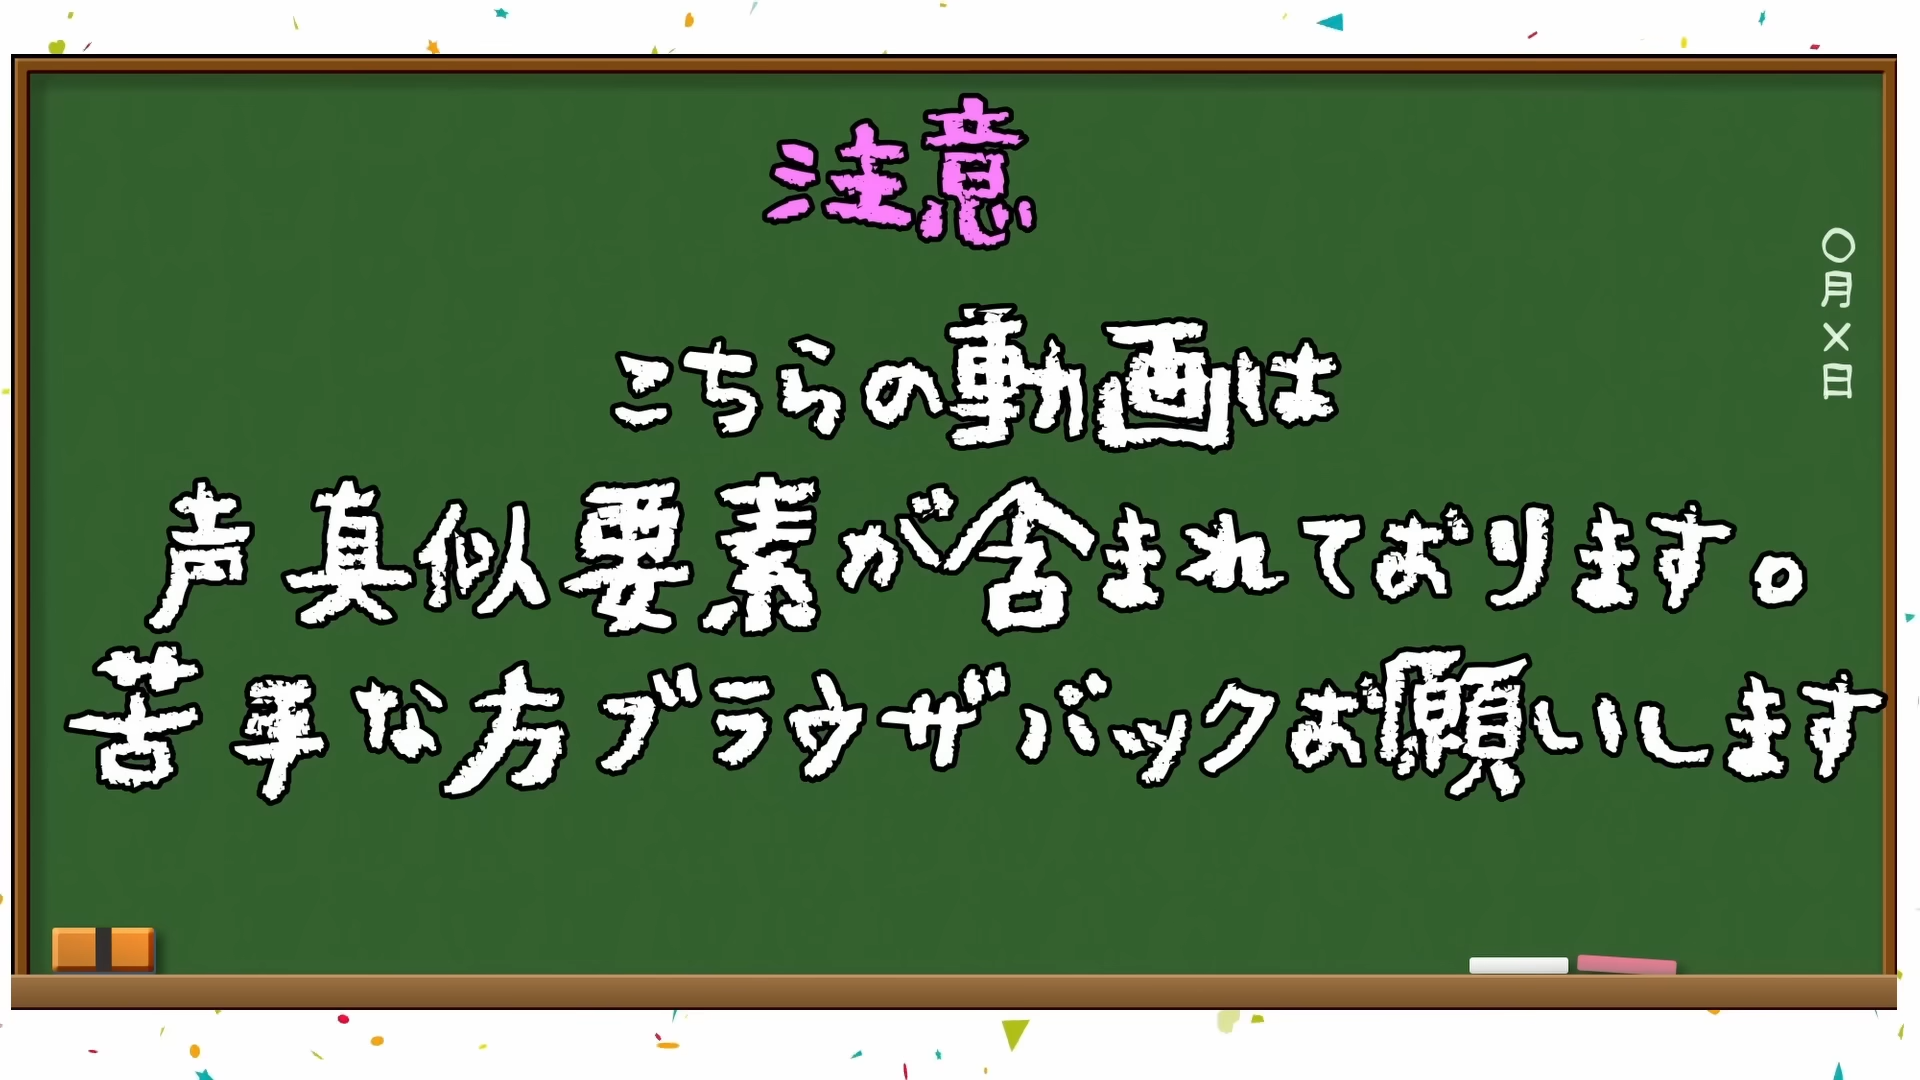 注意
こちらの動画は
声真似要素が含まれております。
苦手な方ブラウザバックお願いします
〇月×日